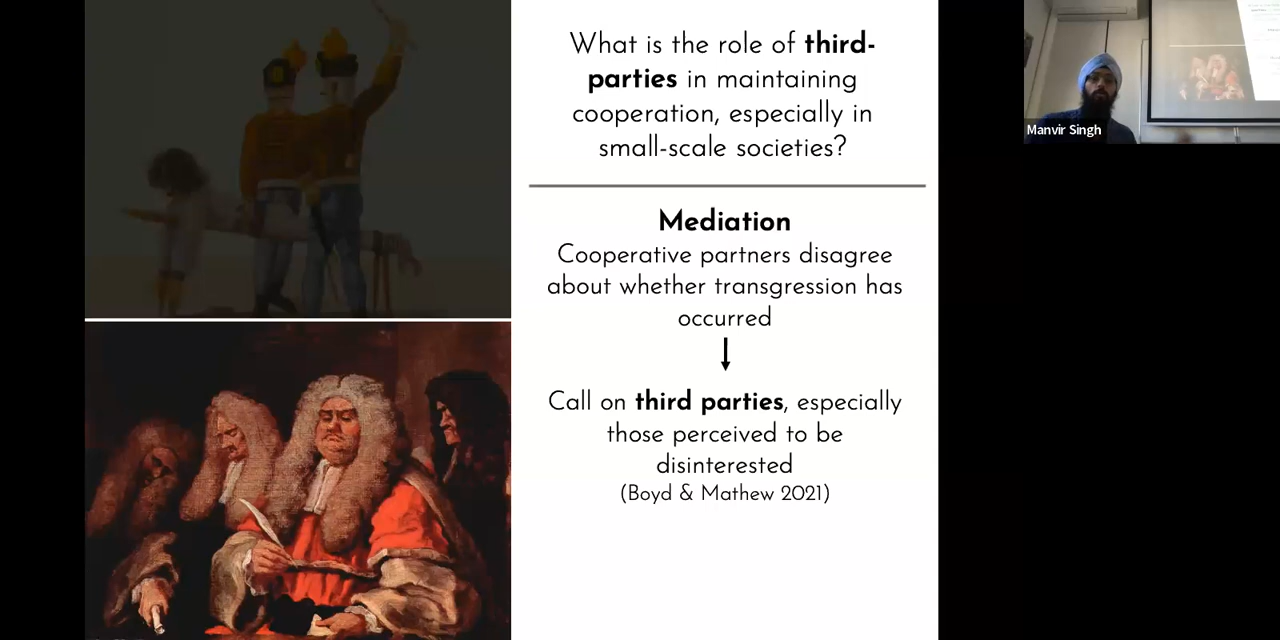 What is the role of third-
parties in maintaining
cooperation, especially in
small-scale societies?
Mediation
Cooperative partners disagree
about whether transgression has
occurred
Call on third parties, especially
those perceived to be
disinterested
(Boyd & Mathew 2021)
Manvir Singh